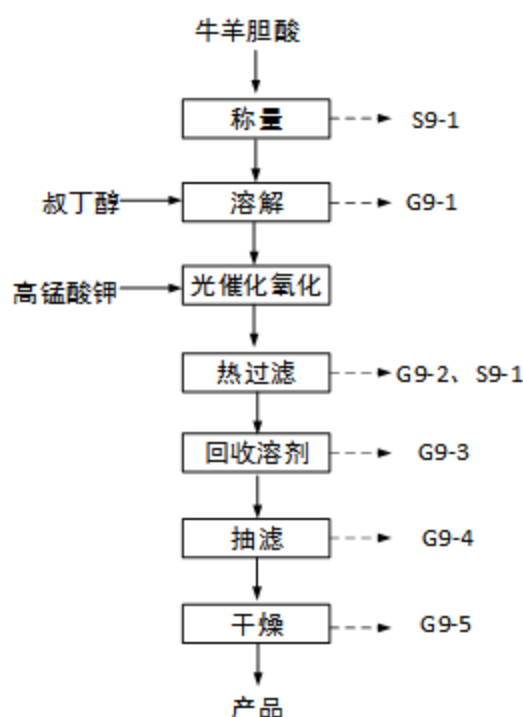 牛羊胆酸
称量
S9-1
叔丁醇
溶解
G9-1
高锰酸钾
光催化氧化
热过滤
G9-2、S9-1
回收溶剂
G9-3
抽滤
G9-4
干燥
G9-5
产品